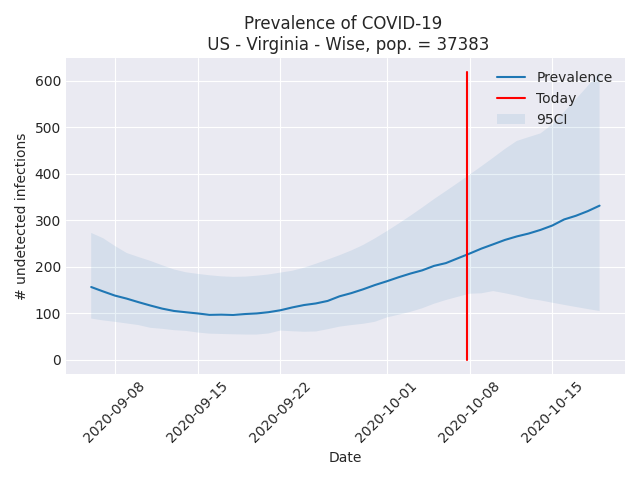 Prevalence of COVID-19
US - Virginia - Wise, pop. = 37383
600
500
400
300
200
100
0
# undetected infections
Prevalence
Today
95CI
2020-09-08
2020-09-15
2020-09-22
2020-10-01
2020-10-08
2020-10-15
Date